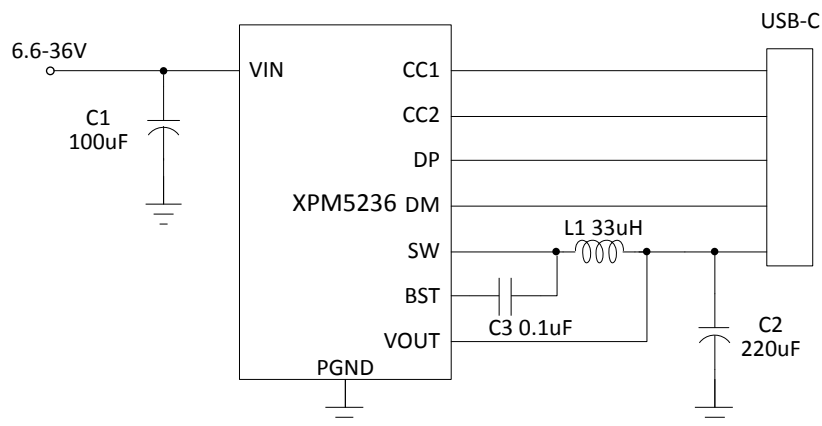 USB-C
6.6-36V
VIN
CC1
C1
100uF
CC2
DP
XPM5236
DM
L1 33uH
SW
BST
C3 0.1uF
C2
220uF
VOUT
PGND